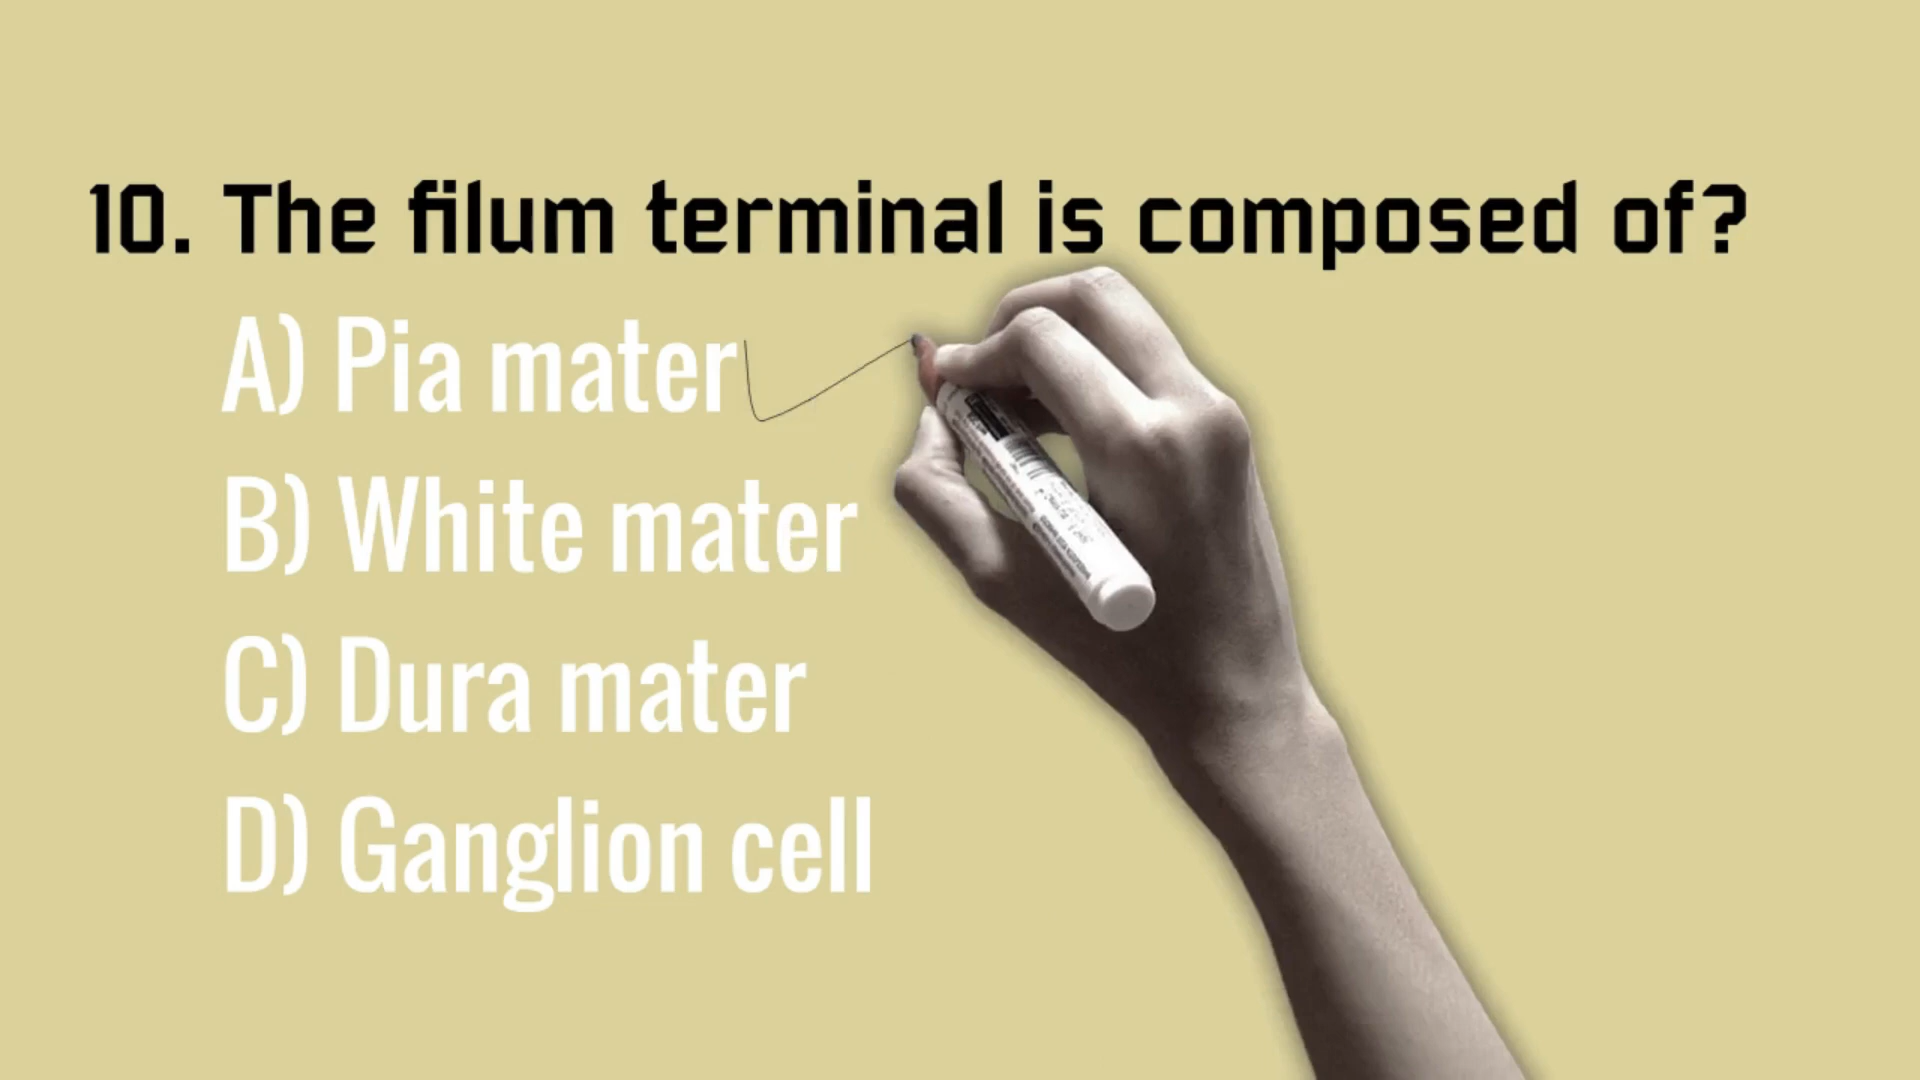 10. The filum terminal is composed of?
A) Pia mater
B) White mater
C) Dura mater
D) Ganglion cell